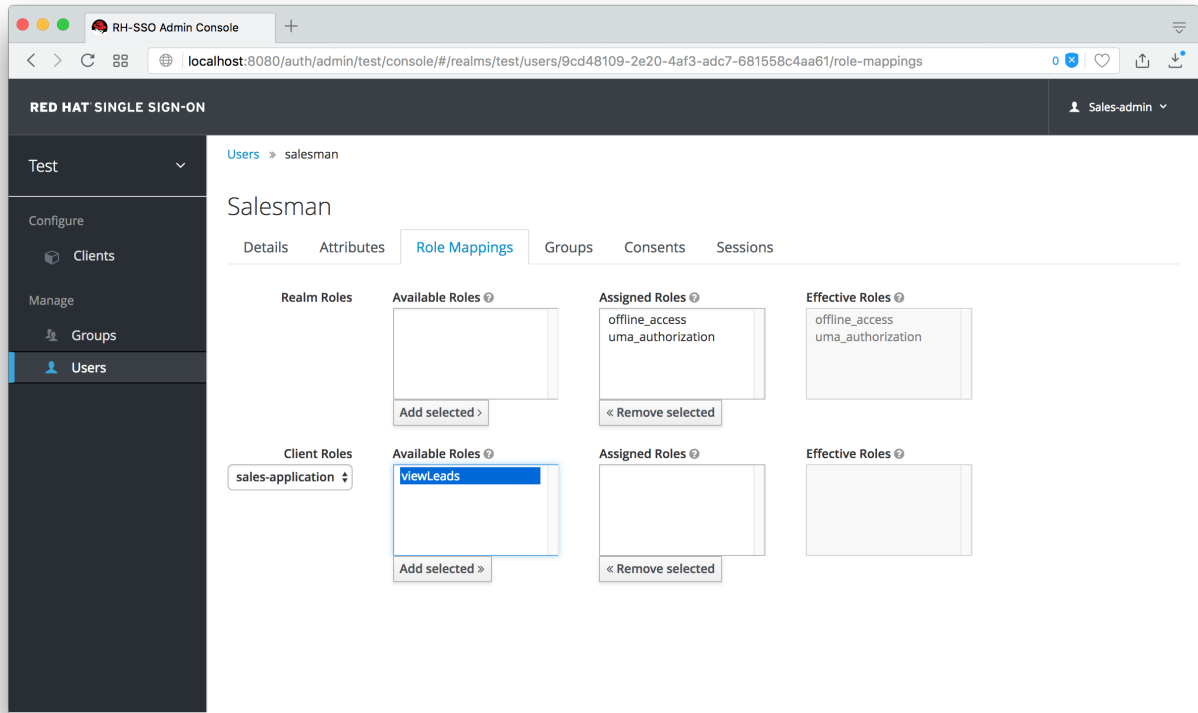 RH-SSO Admin Console
localhost:8080/auth/admin/test/console/#/realms/test/users/9cd48109-2e20-4af3-adc7-681558c4aa61/role-mappings
0
RED HAT SINGLE SIGN-ON
Sales-admin
Test
Configure
Clients
Manage
Groups
Users
Users » salesman
Salesman
Details Attributes Role Mappings Groups Consents Sessions
Realm Roles Available Roles Assigned Roles Effective Roles
offline_access offline_access
uma_authorization uma_authorization
Add selected › « Remove selected
Client Roles Available Roles Assigned Roles Effective Roles
sales-application viewLeads
Add selected » « Remove selected